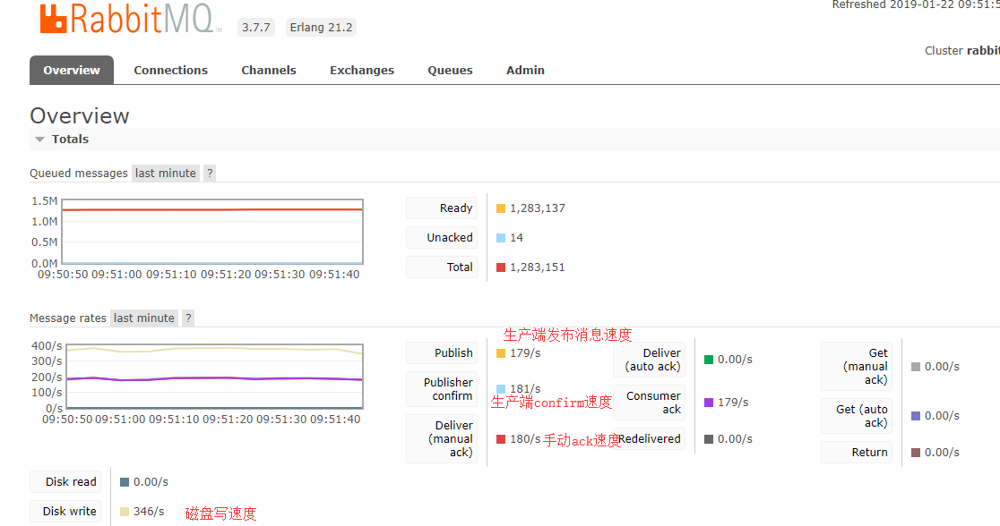 RabbitMQ TM 3.7.7 Erlang 21.2
Refreshed 2019-01-22 09:51:5
Cluster rabbit
Overview Connections Channels Exchanges Queues Admin
Overview
Totals
Queued messages last minute ?
1.5M
1.0M
0.5M
0.0M
09:50:50 09:51:00 09:51:10 09:51:20 09:51:30 09:51:40
Ready 1,283,137
Unacked 14
Total 1,283,151
Message rates last minute ?
400/s
300/s
200/s
100/s
0/s
09:50:50 09:51:00 09:51:10 09:51:20 09:51:30 09:51:40
生产端发布消息速度
Publish 179/s
Publisher
confirm 181/s
生产端confirm速度
Deliver
(manual
ack) 180/s 手动ack速度
Deliver
(auto ack) 0.00/s
Consumer
ack 179/s
Redelivered 0.00/s
Get
(manual
ack) 0.00/s
Get (auto
ack) 0.00/s
Return 0.00/s
Disk read 0.00/s
Disk write 346/s 磁盘写速度